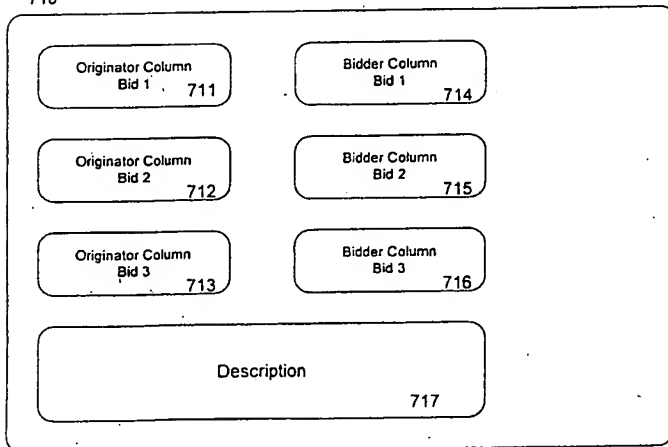 Originator Column
Bid 1
711
Bidder Column
Bid 1
714
Originator Column
Bid 2
712
Bidder Column
Bid 2
715
Originator Column
Bid 3
713
Bidder Column
Bid 3
716
Description
717